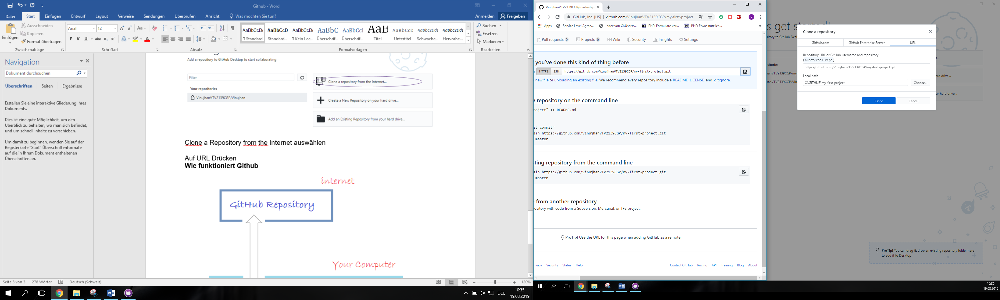 Github - Word
Datei Start Einfügen Entwurf Layout Verweise Sendungen Überprüfen Ansicht Was möchten Sie tun? Anmelden Freigeben
Einfügen
Ausschneiden
Kopieren
Format übertragen
Zwischenablage
Arial 12
F K U abc x₂ x²
Schriftart
Absatz
AaBbCcDc AaBbCcD AaBbCcDc AaBbC AaBbCcI AaB AaBbCcD AaBbCcDdl AaBbCcDdl
¶ Standard Standard... ¶ Kein Lee... Überschrif... Überschrif... Titel Untertitel Schwache... Hervorhe...
Formatvorlagen
Suchen
Ersetzen
Markieren
Bearbeiten
Navigation
Dokument durchsuchen
Überschriften Seiten Ergebnisse
Erstellen Sie eine interaktive Gliederung Ihres
Dokuments.
Dies ist eine gute Möglichkeit, um den
Überblick zu behalten, wo man sich befindet,
und um schnell Inhalte zu verschieben.
Um damit zu beginnen, wenden Sie auf der
Registerkarte "Start" Überschriftenformate
auf die in Ihrem Dokument enthaltenen
Überschriften an.
Add a repository to GitHub Desktop to start collaborating
Filter
Your repositories
VinujhanVTV2139CGP/Vinujhan
Clone a repository from the Internet...
Create a New Repository on your hard drive...
Add an Existing Repository from your hard drive...
Clone a Repository from the Internet auswählen
Auf URL Drücken
Wie funktioniert Github
internet
GitHub Repository
Your Computer
Seite 3 von 3 278 Wörter Deutsch (Schweiz) 120%
DEU 10:35
19.08.2019
VinujhanVTV2139CGP/my-first-p
GitHub, Inc. [US] | github.com/VinujhanVTV2139CGP/my-first-project
ABP V
Apps Service Level Agree... Index von C:\Users\... PHP: Formulare ver... PHP: Etwas nützlich... »
Pull requests 0 Projects 0 Wiki Security Insights Settings
f you've done this kind of thing before
r HTTPS SSH https://github.com/VinujhanVTV2139CGP/my-first-project.git
a new file or uploading an existing file. We recommend every repository include a README, LICENSE, and .gitignore.
w repository on the command line
roject" >> README.md
st commit"
gin https://github.com/VinujhanVTV2139CGP/my-first-project.git
master
sting repository from the command line
gin https://github.com/VinujhanVTV2139CGP/my-first-project.git
master
e from another repository
pository with code from a Subversion, Mercurial, or TFS project.
ProTip! Use the URL for this page when adding GitHub as a remote.
rivacy Security Status Help Contact GitHub Pricing API Training Blog About
s get started!
sitory to GitHub Desk
sitories
anVTV2139CGP/my-
anVTV2139CGP/Vinu
t...
rd drive...
ur hard drive...
Clone a repository
GitHub.com GitHub Enterprise Server URL
Repository URL or GitHub username and repository
(hubot/cool-repo)
https://github.com/VinujhanVTV2139CGP/my-first-project.git
Local path
C:\GITHUB\my-first-project Choose...
Clone Cancel
ProTip! You can drag & drop an existing repository folder here
to add it to Desktop
10:35
19.08.2019